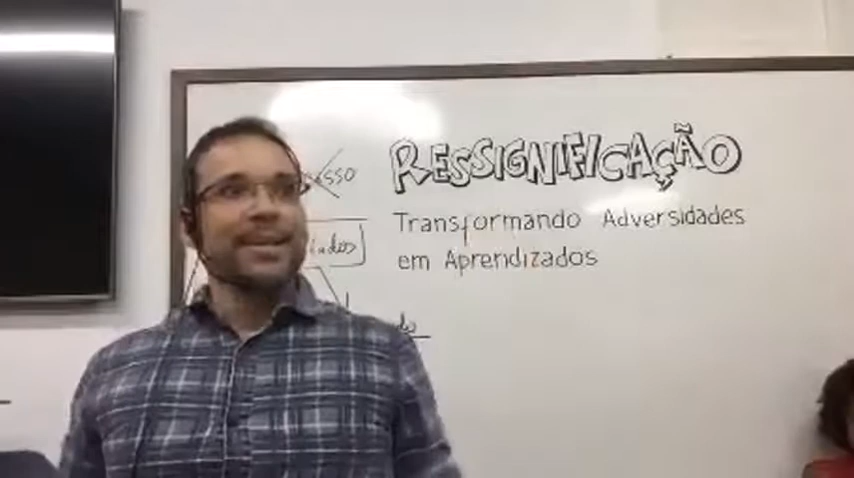 RESSIGNIFICAÇÃO
Transformando Adversidades
em Aprendizados